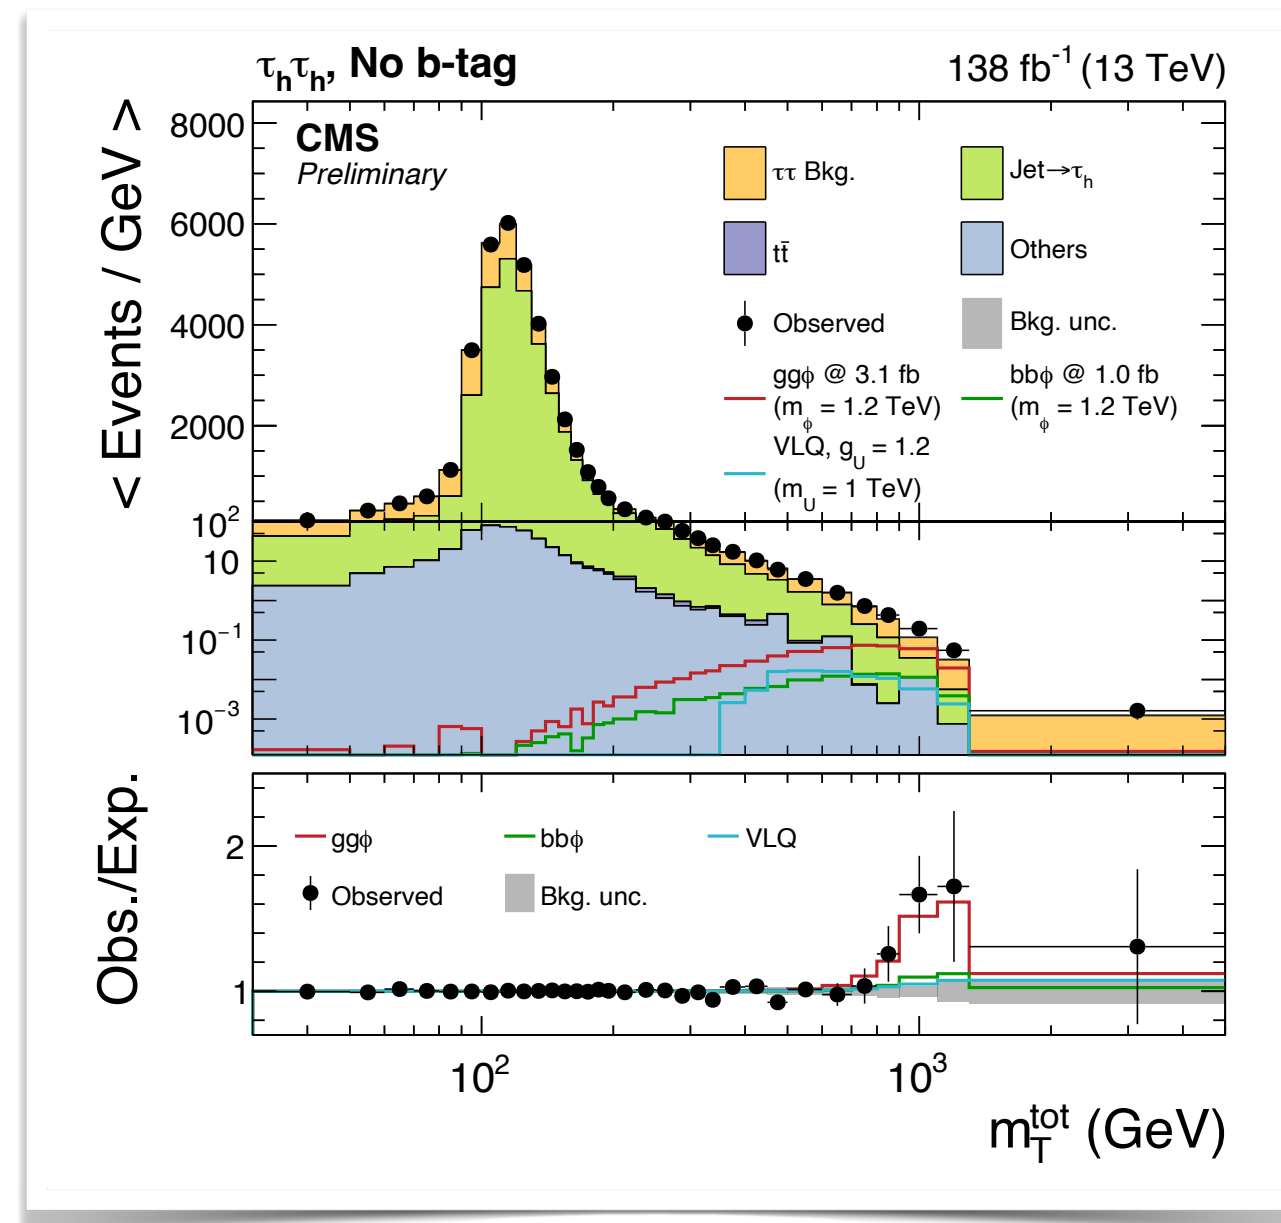 τhτh, No b-tag
138 fb-1 (13 TeV)
< Events / GeV >
8000
6000
4000
2000
10²
10
10⁻¹
10⁻³
CMS
Preliminary
ττ Bkg.
Jet→τh
tt̄
Others
Observed
Bkg. unc.
ggϕ @ 3.1 fb
(mϕ = 1.2 TeV)
bbϕ @ 1.0 fb
(mϕ = 1.2 TeV)
VLQ, gU = 1.2
(mU = 1 TeV)
Obs./Exp.
2
1
ggϕ
bbϕ
VLQ
Observed
Bkg. unc.
10²
10³
mTtot (GeV)